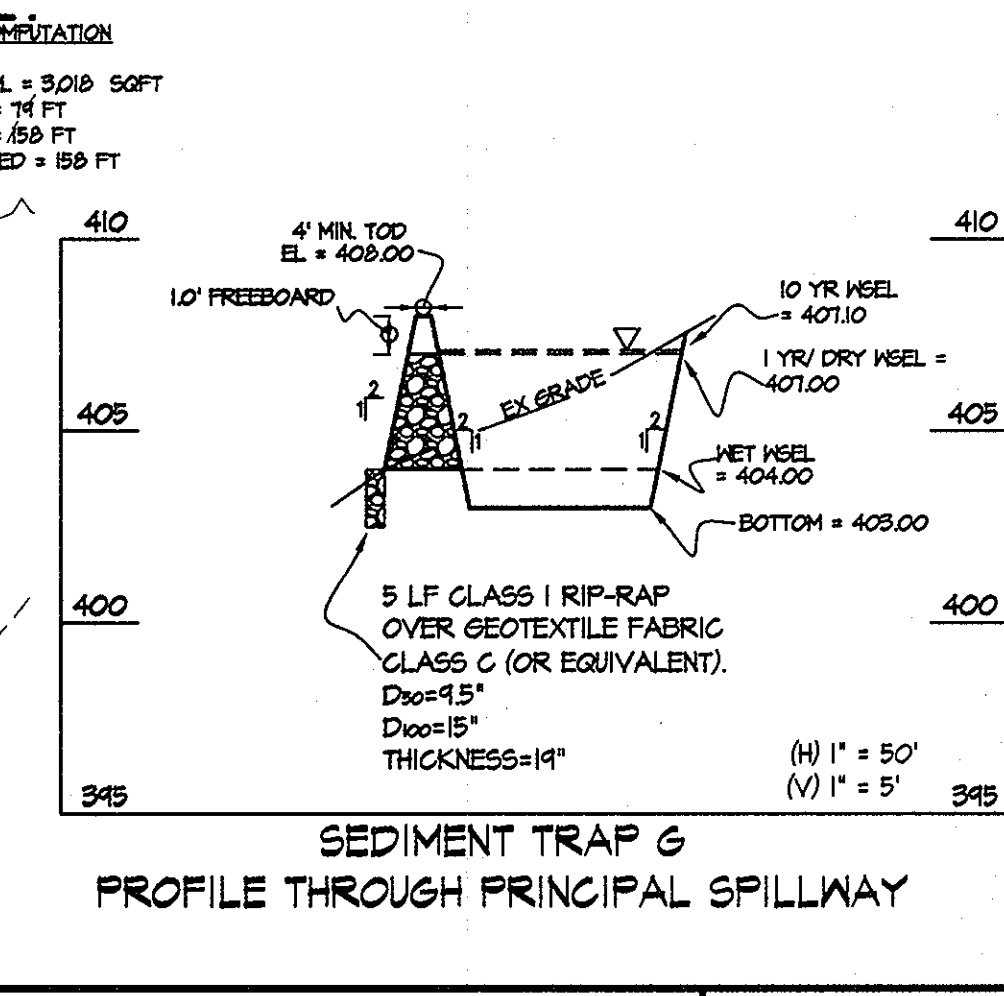 COMPUTATION
L = 3,018 SQFT
= 79 FT
= 158 FT
ED = 158 FT
410
410
4' MIN. TOD
EL = 408.00
1.0' FREEBOARD
10 YR WSEL
= 407.10
1 YR/ DRY WSEL =
407.00
2
1
EX GRADE
405
2
1
2
1
405
WET WSEL
= 404.00
BOTTOM = 403.00
400
400
5 LF CLASS I RIP-RAP
OVER GEOTEXTILE FABRIC
CLASS C (OR EQUIVALENT).
D50=9.5"
D100=15"
THICKNESS=19"
(H) 1" = 50'
(V) 1" = 5'
395
395
SEDIMENT TRAP G
PROFILE THROUGH PRINCIPAL SPILLWAY